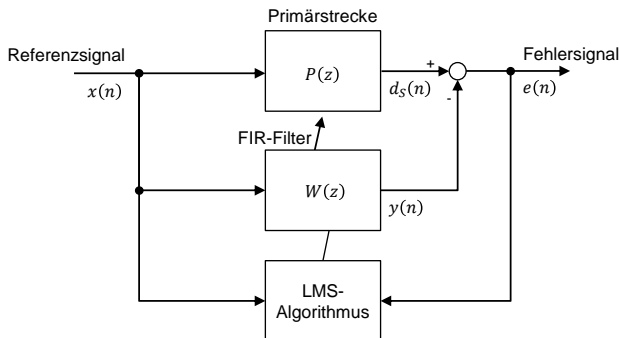 Primärstrecke
Referenzsignal
Fehlersignal
P(z)
+
x(n)
d_S(n)
e(n)
-
FIR-Filter
W(z)
y(n)
LMS-
Algorithmus